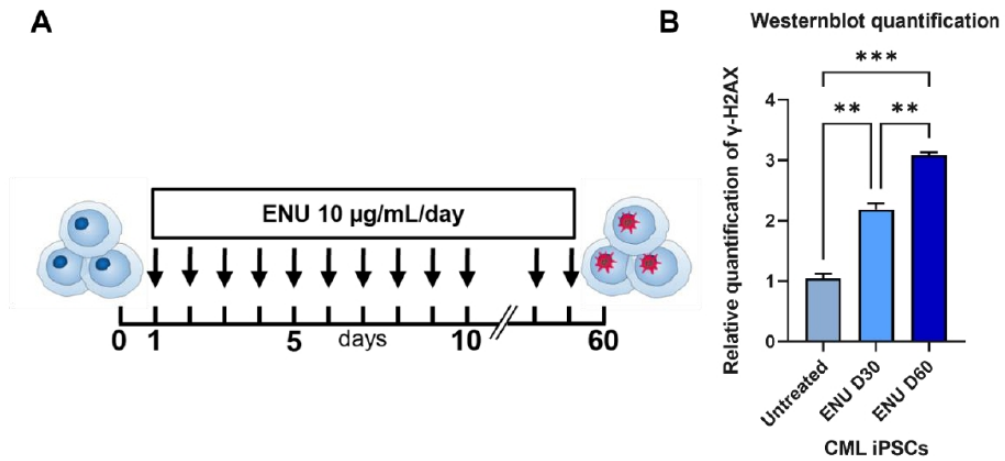 A
ENU 10 µg/mL/day
0 1 5 days 10 60
B
Westernblot quantification
***
** **
Relative quantification of γ-H2AX
4
3
2
1
0
Untreated
ENU D30
ENU D60
CML iPSCs